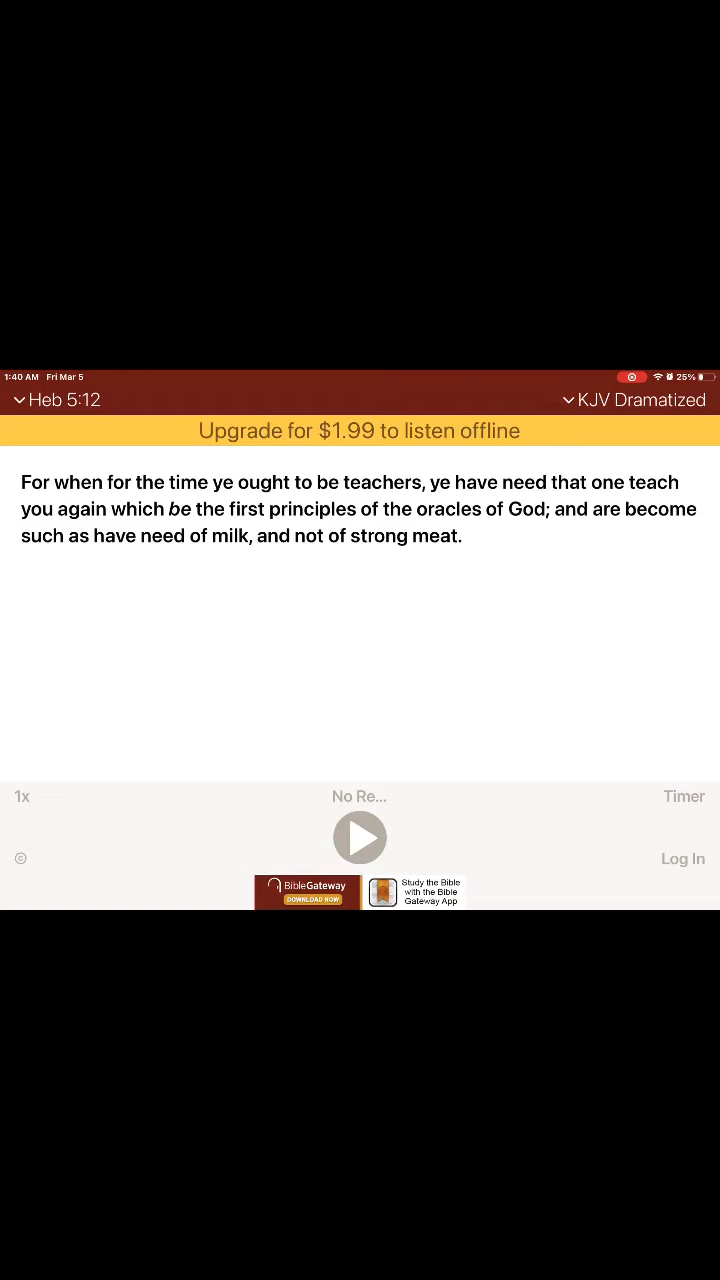 1:40 AM Fri Mar 5
25%
Heb 5:12
KJV Dramatized
Upgrade for $1.99 to listen offline
For when for the time ye ought to be teachers, ye have need that one teach
you again which be the first principles of the oracles of God; and are become
such as have need of milk, and not of strong meat.
1x
No Re...
Timer
©
Log In
BibleGateway
DOWNLOAD NOW
Study the Bible
with the Bible
Gateway App